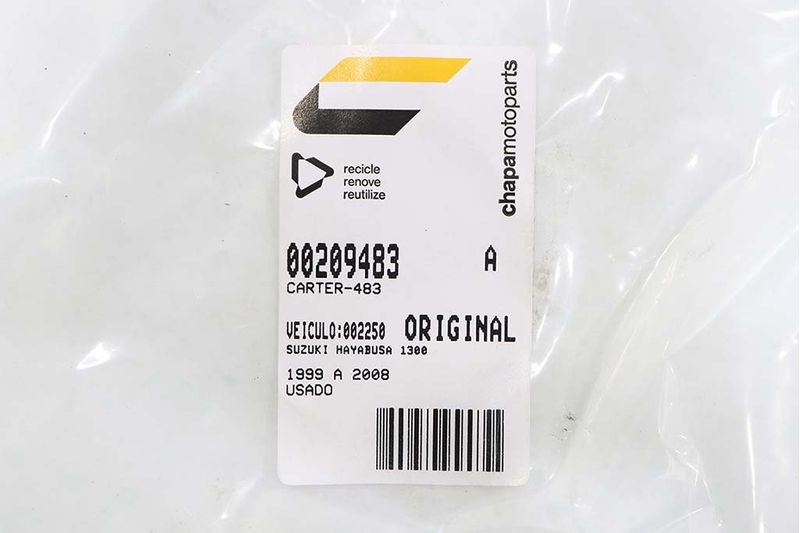 chapamotoparts
recicle
renove
reutilize
00209483 A
CARTER-483
VEICULO:002250 ORIGINAL
SUZUKI HAYABUSA 1300
1999 A 2008
USADO